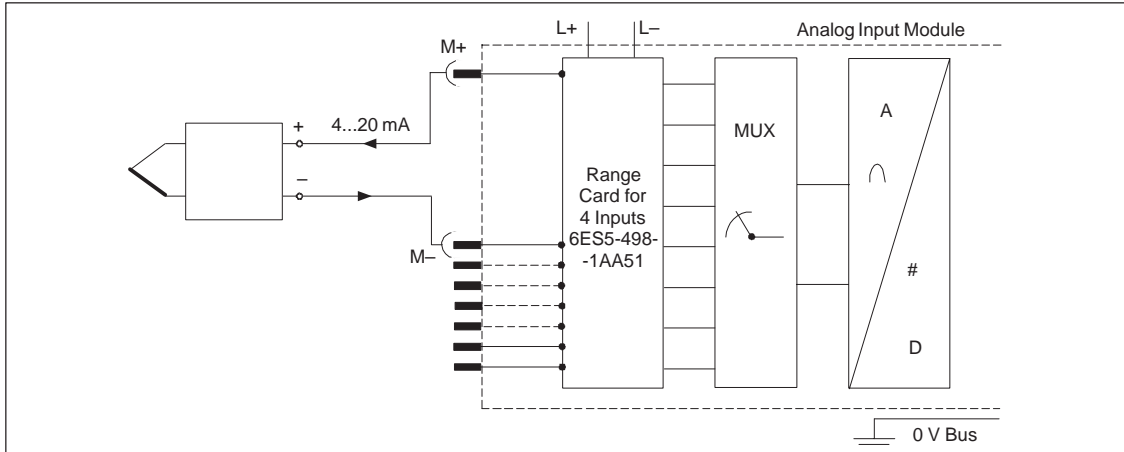 L+ L–
Analog Input Module
M+
+ 4...20 mA
–
M–
Range
Card for
4 Inputs
6ES5-498-
-1AA51
MUX
A
∩
#
D
0 V Bus